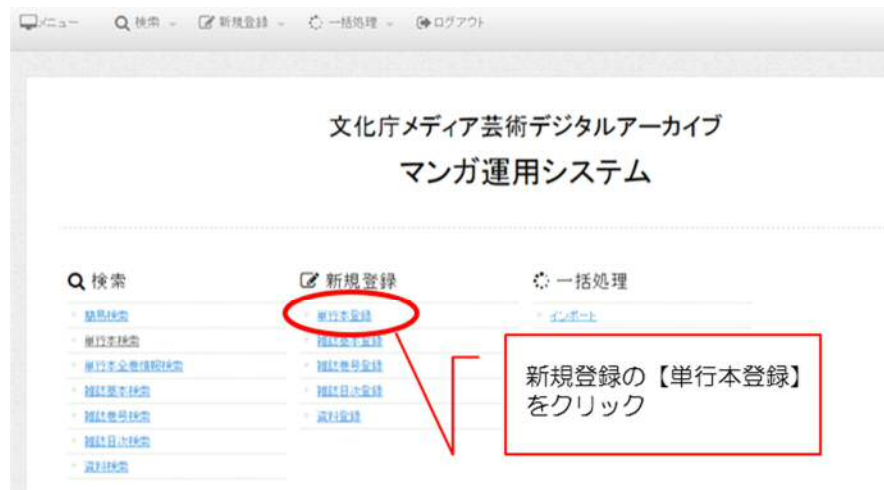 メニュー 検索 新規登録 一括処理 ログアウト
文化庁メディア芸術デジタルアーカイブ
マンガ運用システム
検索
簡易検索
単行本検索
単行本全巻情報検索
雑誌基本検索
雑誌巻号検索
雑誌目次検索
資料検索
新規登録
単行本登録
雑誌基本登録
雑誌巻号登録
雑誌目次登録
資料登録
一括処理
インポート
新規登録の【単行本登録】
をクリック